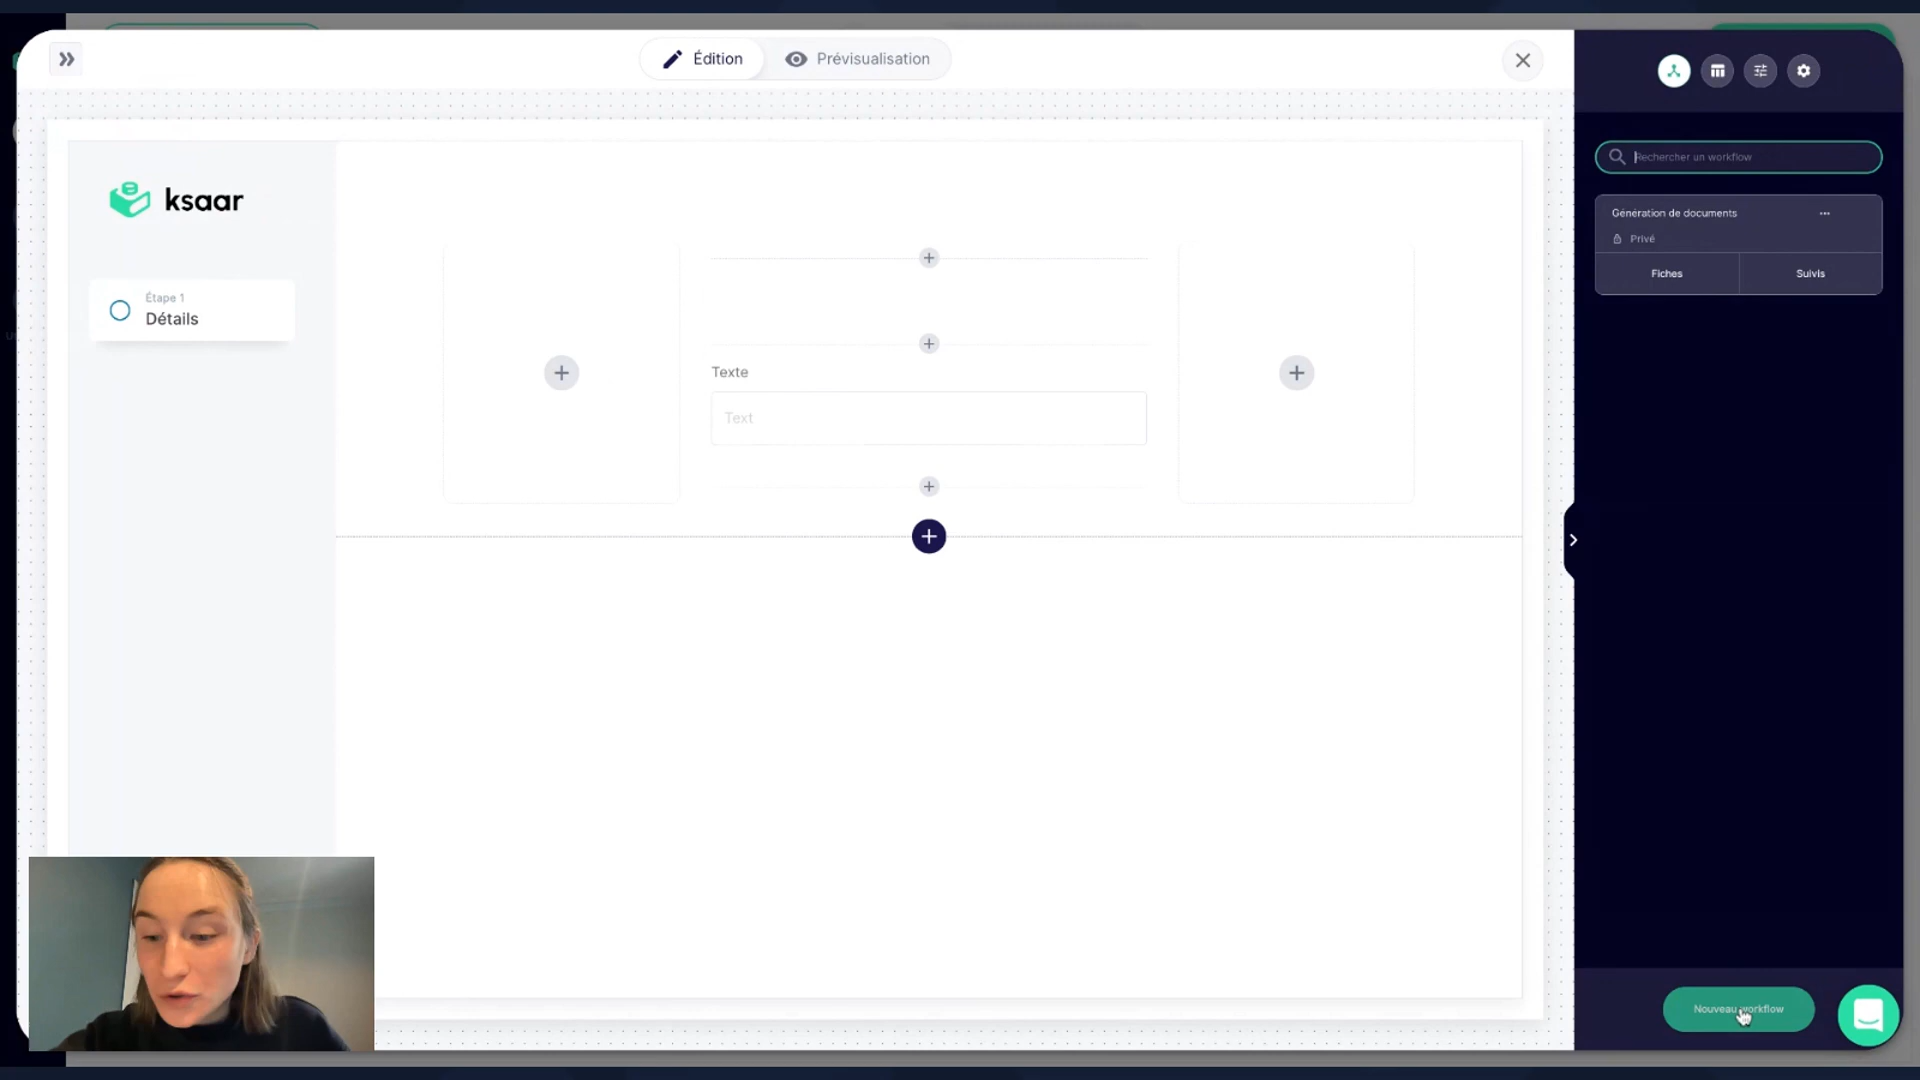 Édition
Prévisualisation
ksaar
Étape 1
Détails
Texte
Text
Rechercher un workflow
Génération de documents
Privé
Fiches
Suivis
Nouveau workflow